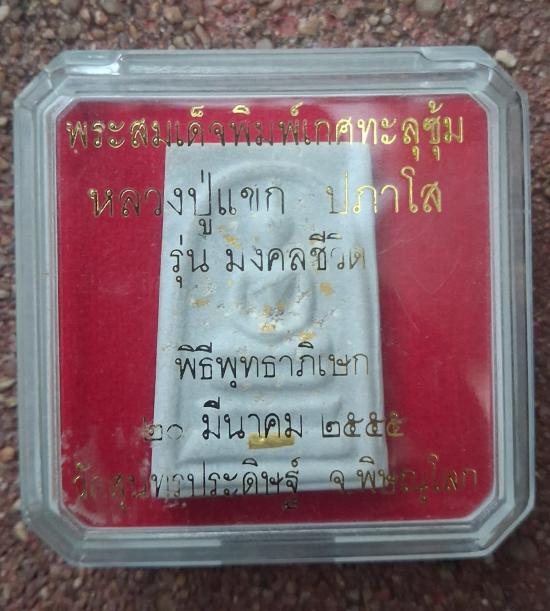 พระสมเด็จพิมพ์เกศทะลุซุ้ม
หลวงปู่แขก ปภาโส
รุ่น มงคลชีวิต
พิธีพุทธาภิเษก
๒๐ มีนาคม ๒๕๕๕
วัดสุนทรประดิษฐ์ จ.พิษณุโลก